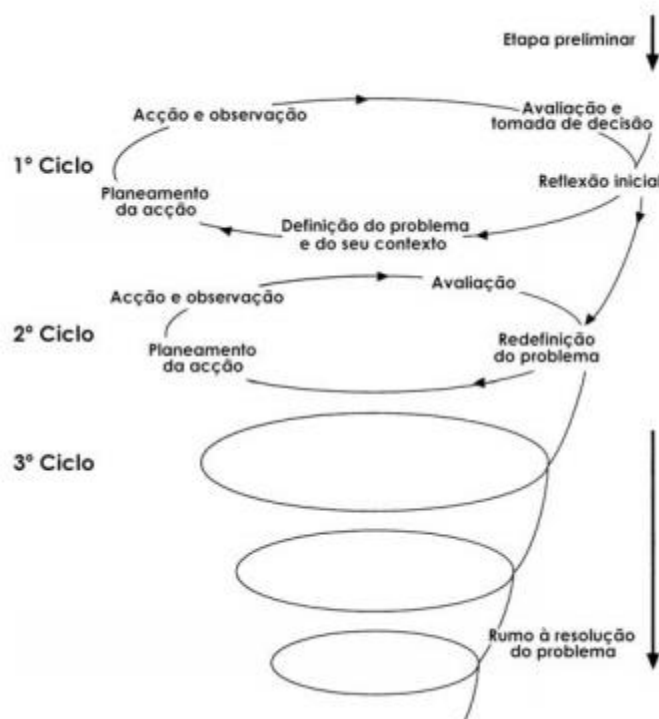 Etapa preliminar
Acção e observação
Avaliação e
tomada de decisão
1º Ciclo
Reflexão inicial
Planeamento
da acção
Definição do problema
e do seu contexto
Avaliação
Acção e observação
2º Ciclo
Redefinição
do problema
Planeamento
da acção
3º Ciclo
Rumo à resolução
do problema